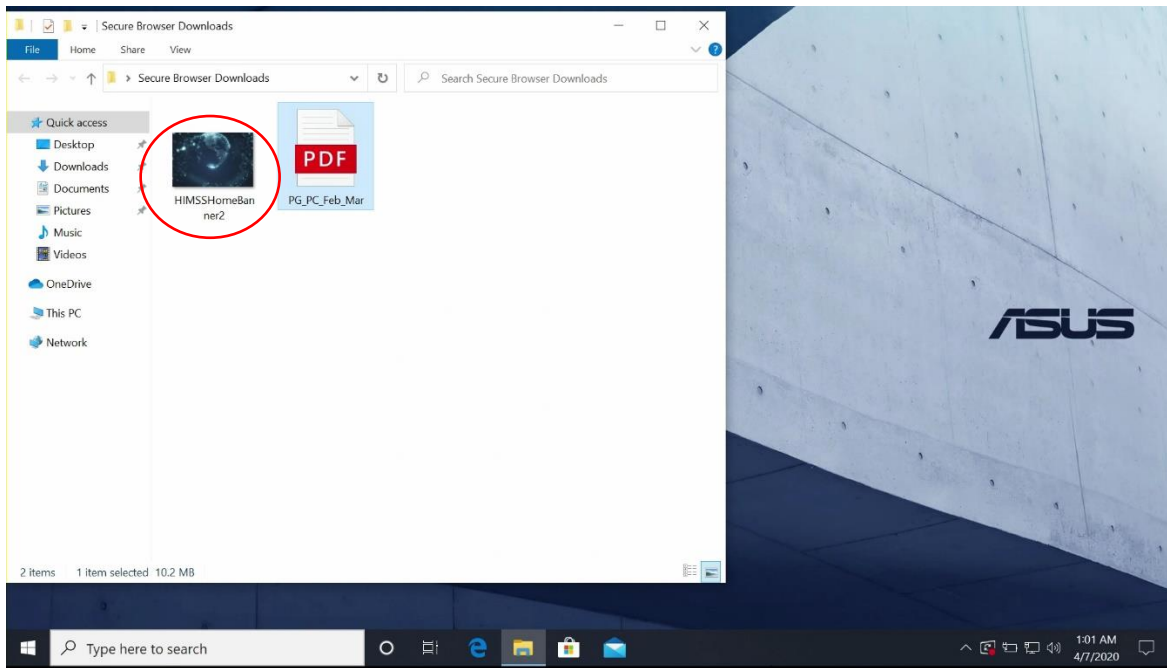 Secure Browser Downloads
File Home Share View
Secure Browser Downloads
Search Secure Browser Downloads
Quick access
Desktop
Downloads
Documents
Pictures
Music
Videos
OneDrive
This PC
Network
HIMSSHomeBan
ner2
PDF
PG_PC_Feb_Mar
ASUS
2 items 1 item selected 10.2 MB
Type here to search
1:01 AM
4/7/2020